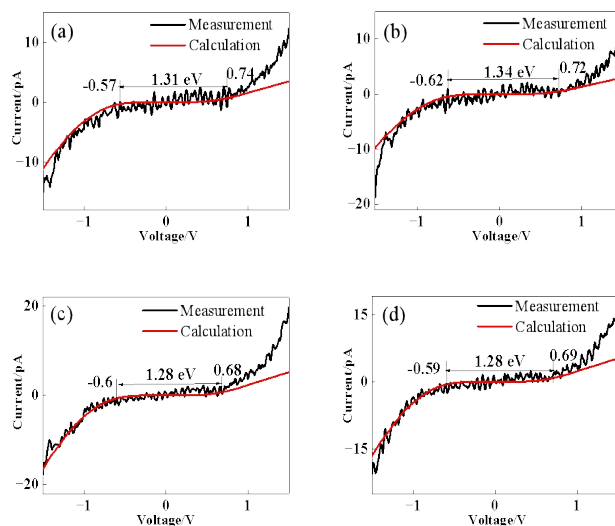 (a)
Measurement
Calculation
10
0
−10
−0.57
1.31 eV
0.74
−1
0
1
Current/pA
Voltage/V
(b)
Measurement
Calculation
10
0
−10
−20
-0.62
1.34 eV
0.72
−1
0
1
Current/pA
Voltage/V
(c)
Measurement
Calculation
20
0
−20
-0.6
1.28 eV
0.68
−1
0
1
Current/pA
Voltage/V
(d)
Measurement
Calculation
15
0
−15
-0.59
1.28 eV
0.69
−1
0
1
Current/pA
Voltage/V